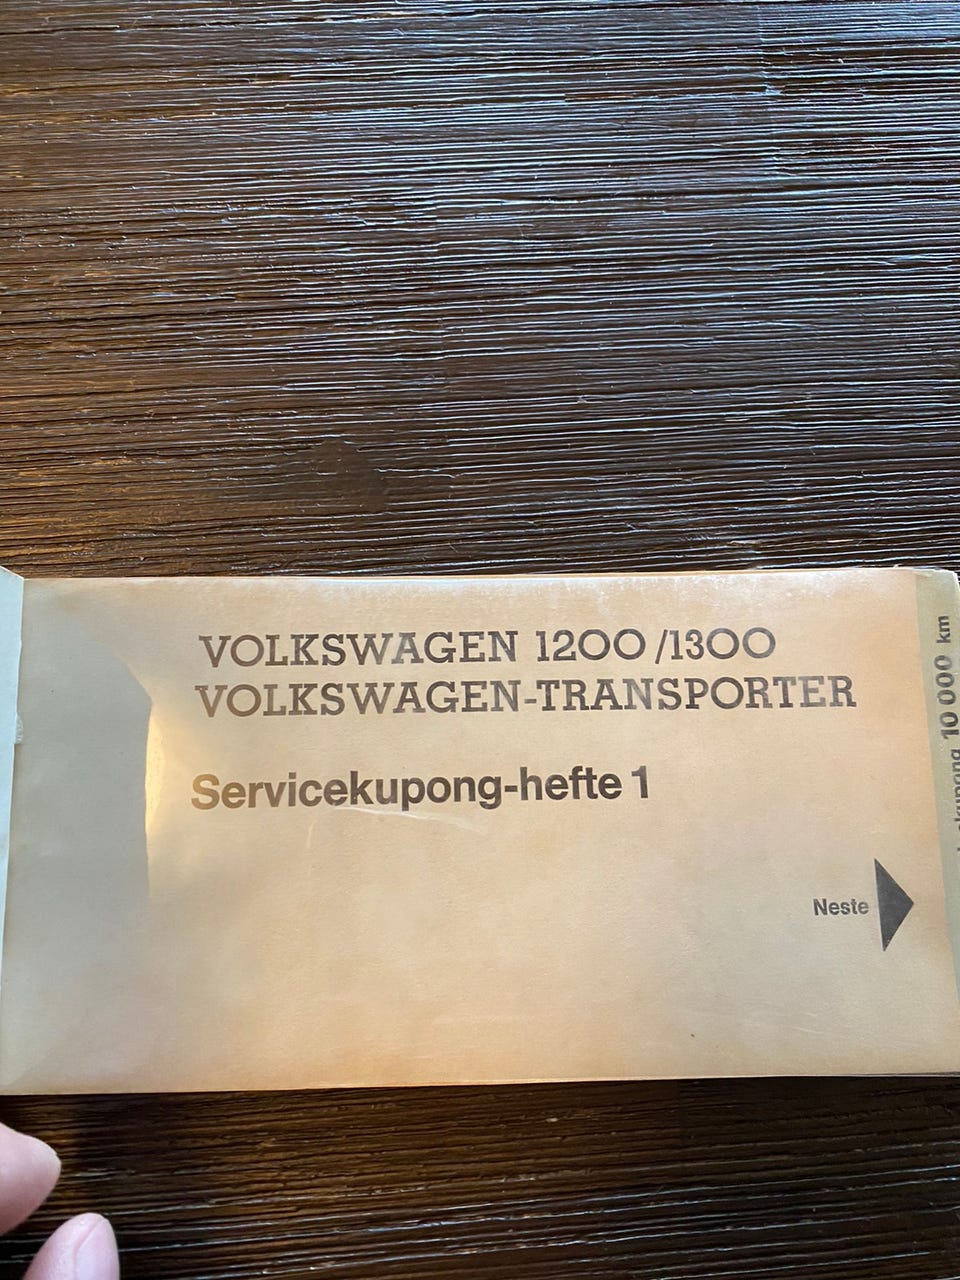 VOLKSWAGEN 1200/1300
VOLKSWAGEN-TRANSPORTER
Servicekupong-hefte 1
Neste
10 000 km